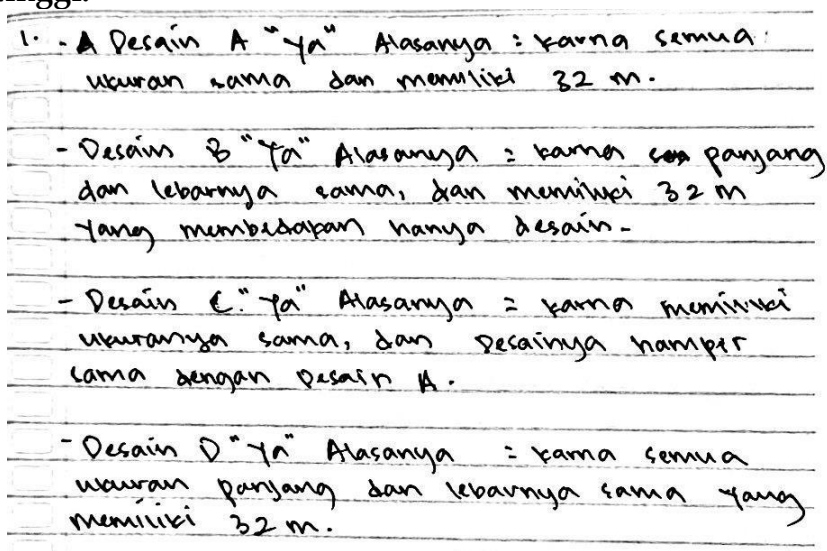 1. - A Desain A "Ya" Alasanya : karna semua
ukuran sama dan memiliki 32 m.
- Desain B "Ya" Alasanya : karna panjang
dan lebarnya sama, dan memiliki 32 m
Yang membedakan hanya desain.
- Desain C. "Ya" Alasanya = karna memiliki
ukuranya sama, dan Desainya hampir
sama dengan Desain A.
- Desain D "Ya" Alasanya = karna semua
ukuran panjang dan lebarnya sama yang
memiliki 32 m.